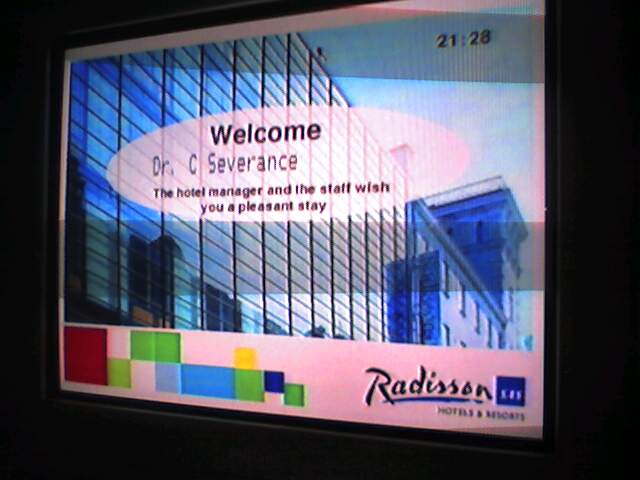 21:28
Welcome
Dr. C Severance
The hotel manager and the staff wish
you a pleasant stay
Radisson SAS
HOTELS & RESORTS